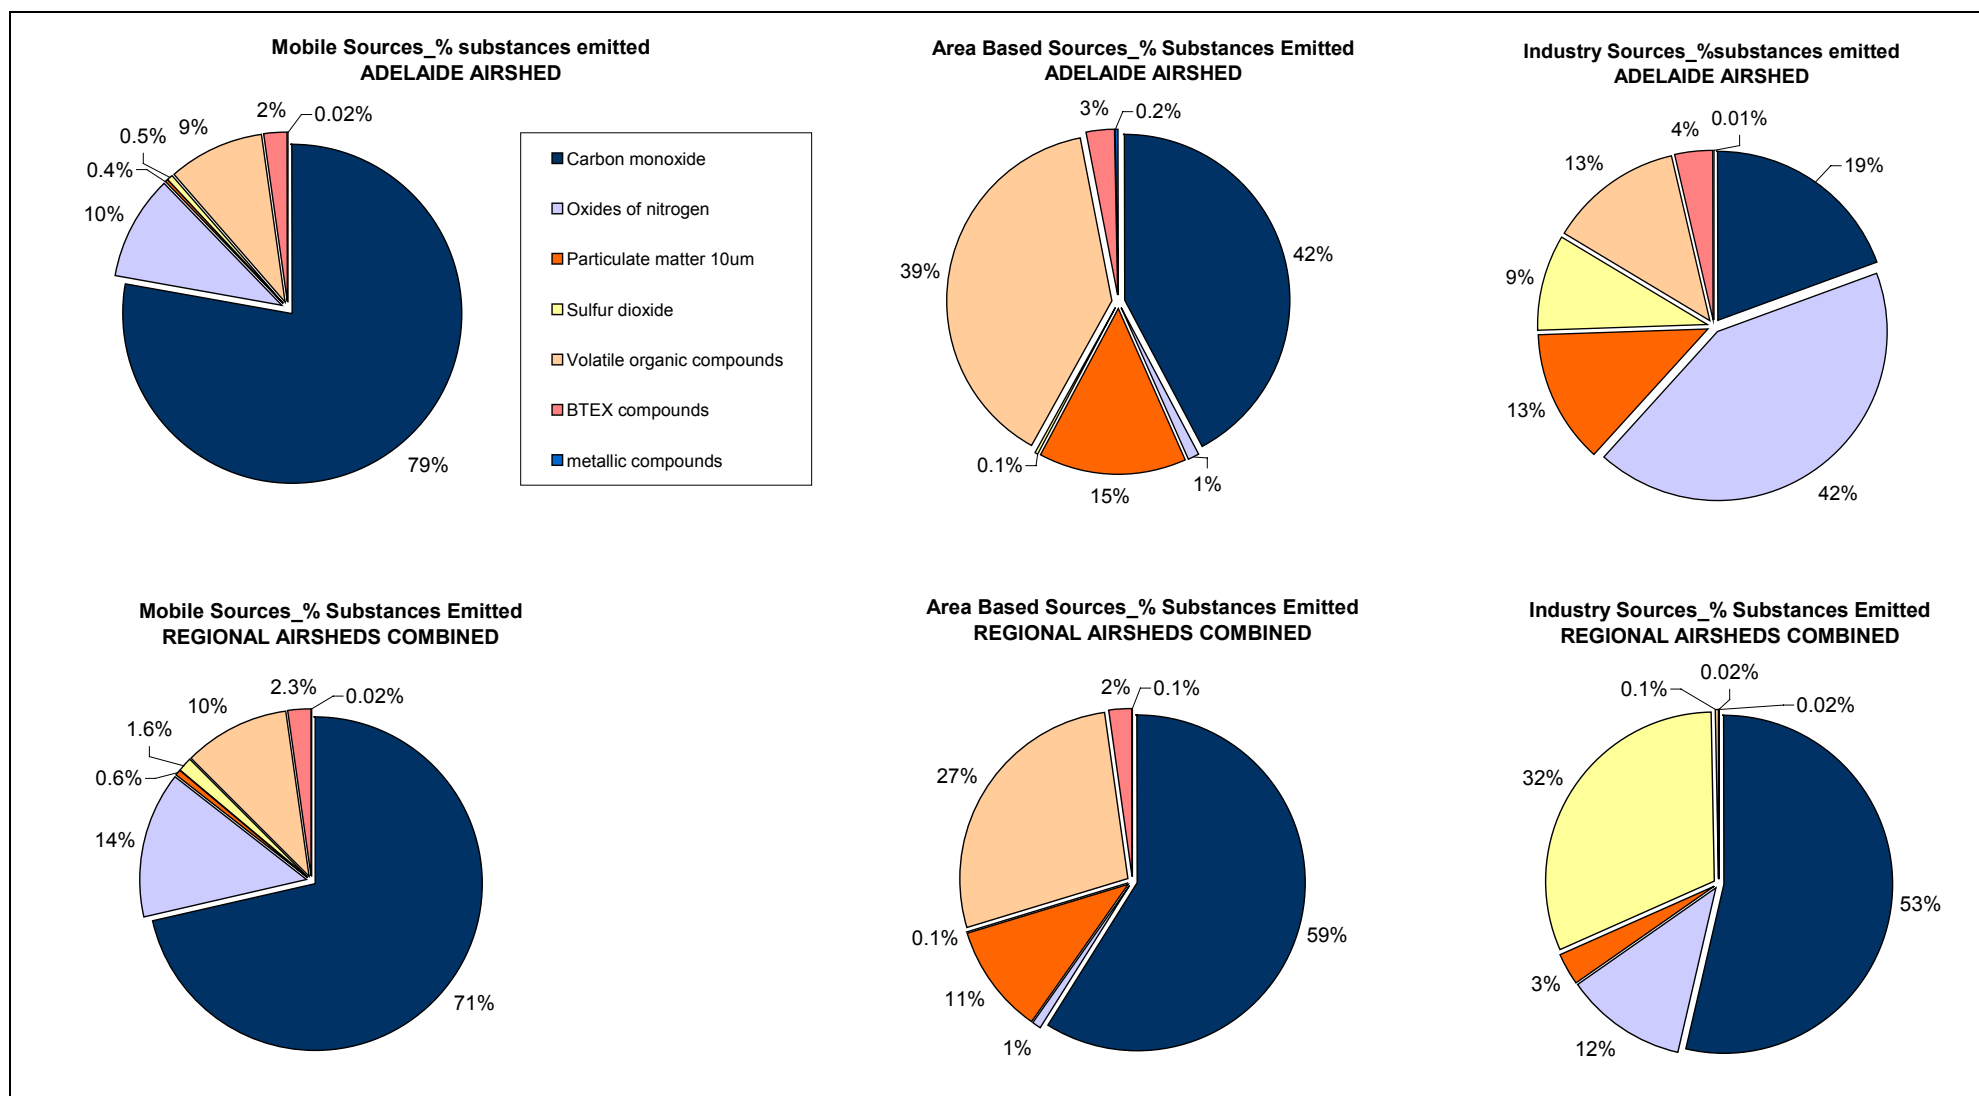 Mobile Sources_% substances emitted
ADELAIDE AIRSHED
2%
0.02%
9%
0.5%
0.4%
10%
79%
Carbon monoxide
Oxides of nitrogen
Particulate matter 10um
Sulfur dioxide
Volatile organic compounds
BTEX compounds
metallic compounds
Area Based Sources_% Substances Emitted
ADELAIDE AIRSHED
3%
0.2%
42%
39%
0.1%
15%
1%
Industry Sources_%substances emitted
ADELAIDE AIRSHED
4%
0.01%
13%
19%
9%
13%
42%
Mobile Sources_% Substances Emitted
REGIONAL AIRSHEDS COMBINED
2.3%
0.02%
10%
1.6%
0.6%
14%
71%
Area Based Sources_% Substances Emitted
REGIONAL AIRSHEDS COMBINED
2%
0.1%
27%
0.1%
59%
11%
1%
Industry Sources_% Substances Emitted
REGIONAL AIRSHEDS COMBINED
0.02%
0.1%
0.02%
32%
53%
3%
12%